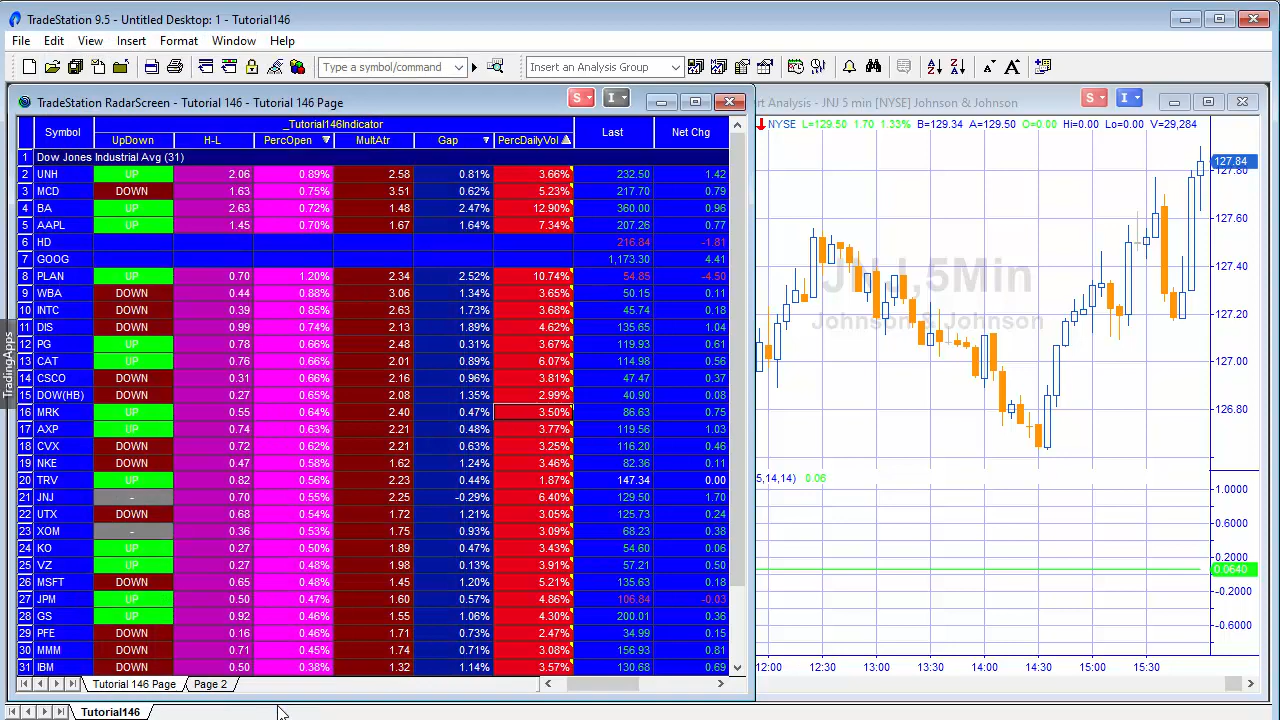 TradeStation 9.5 - Untitled Desktop: 1 - Tutorial146
File Edit View Insert Format Window Help
Type a symbol/command Insert an Analysis Group
TradeStation RadarScreen - Tutorial 146 - Tutorial 146 Page
S I
Symbol _Tutorial146Indicator Last Net Chg
UpDown H-L PercOpen MultAtr Gap PercDailyVol
1 Dow Jones Industrial Avg (31)
2 UNH UP 2.06 0.89% 2.58 0.81% 3.66% 232.50 1.42
3 MCD DOWN 1.63 0.75% 3.51 0.62% 5.23% 217.70 0.79
4 BA UP 2.63 0.72% 1.48 2.47% 12.90% 360.00 0.96
5 AAPL UP 1.45 0.70% 1.67 1.64% 7.34% 207.26 0.77
6 HD 216.84 -1.81
7 GOOG 1,173.30 4.41
8 PLAN UP 0.70 1.20% 2.34 2.52% 10.74% 54.85 -4.50
9 WBA DOWN 0.44 0.88% 3.06 1.34% 3.65% 50.15 0.11
10 INTC DOWN 0.39 0.85% 2.63 1.73% 3.68% 45.74 0.18
11 DIS DOWN 0.99 0.74% 2.13 1.89% 4.62% 135.65 1.04
12 PG UP 0.78 0.66% 2.48 0.31% 3.67% 119.93 0.61
13 CAT UP 0.76 0.66% 2.01 0.89% 6.07% 114.98 0.56
14 CSCO DOWN 0.31 0.66% 2.16 0.96% 3.81% 47.47 0.37
15 DOW(HB) DOWN 0.27 0.65% 2.08 1.35% 2.99% 40.90 0.08
16 MRK UP 0.55 0.64% 2.40 0.47% 3.50% 86.63 0.75
17 AXP UP 0.74 0.63% 2.21 0.48% 3.77% 119.56 1.03
18 CVX DOWN 0.72 0.62% 2.21 0.63% 3.25% 116.20 0.46
19 NKE DOWN 0.47 0.58% 1.62 1.24% 3.46% 82.36 0.11
20 TRV UP 0.82 0.56% 2.23 0.44% 1.87% 147.34 0.00
21 JNJ - 0.70 0.55% 2.25 -0.29% 6.40% 129.50 1.70
22 UTX DOWN 0.68 0.54% 1.72 1.21% 3.05% 125.73 0.24
23 XOM - 0.36 0.53% 1.75 0.93% 3.09% 68.23 0.38
24 KO UP 0.27 0.50% 1.89 0.47% 3.43% 54.60 0.06
25 VZ UP 0.27 0.48% 1.98 0.13% 3.91% 57.21 0.50
26 MSFT DOWN 0.65 0.48% 1.45 1.20% 5.21% 135.63 0.18
27 JPM UP 0.50 0.47% 1.60 0.57% 4.86% 106.84 -0.03
28 GS UP 0.92 0.46% 1.55 1.06% 4.30% 200.01 0.36
29 PFE DOWN 0.16 0.46% 1.71 0.73% 2.47% 34.99 0.15
30 MMM DOWN 0.71 0.45% 1.74 0.71% 3.08% 156.93 0.81
31 IBM DOWN 0.50 0.38% 1.32 1.14% 3.57% 130.68 0.69
Tutorial 146 Page Page 2
Tutorial146
TradingApps
Analysis - JNJ 5 min [NYSE] Johnson & Johnson
S I
NYSE L=129.50 1.70 1.33% B=129.34 A=129.50 O=0.00 Hi=0.00 Lo=0.00 V=29,284
JNJ,5Min
Johnson & Johnson
127.84
127.80
127.60
127.40
127.20
127.00
126.80
5,14,14) 0.06
1.0000
0.6000
0.2000
0.0640
-0.2000
-0.6000
12:00 12:30 13:00 13:30 14:00 14:30 15:00 15:30